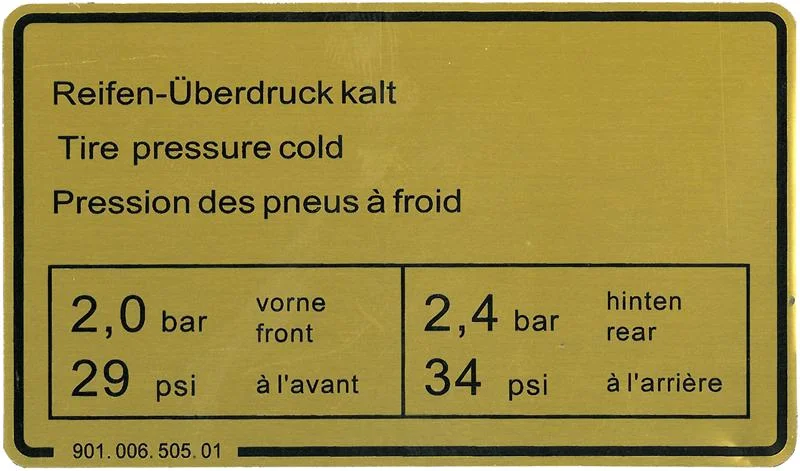 Reifen-Überdruck kalt
Tire pressure cold
Pression des pneus à froid
2,0 bar vorne front
29 psi à l'avant
2,4 bar hinten rear
34 psi à l'arrière
901.006.505.01